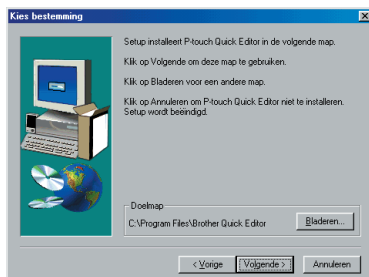 Kies bestemming
Setup installeert P-touch Quick Editor in de volgende map.
Klik op Volgende om deze map te gebruiken.
Klik op Bladeren voor een andere map.
Klik op Annuleren om P-touch Quick Editor niet te installeren.
Setup wordt beëindigd.
Doelmap
C:\Program Files\Brother Quick Editor
Bladeren...
< Vorige
Volgende >
Annuleren